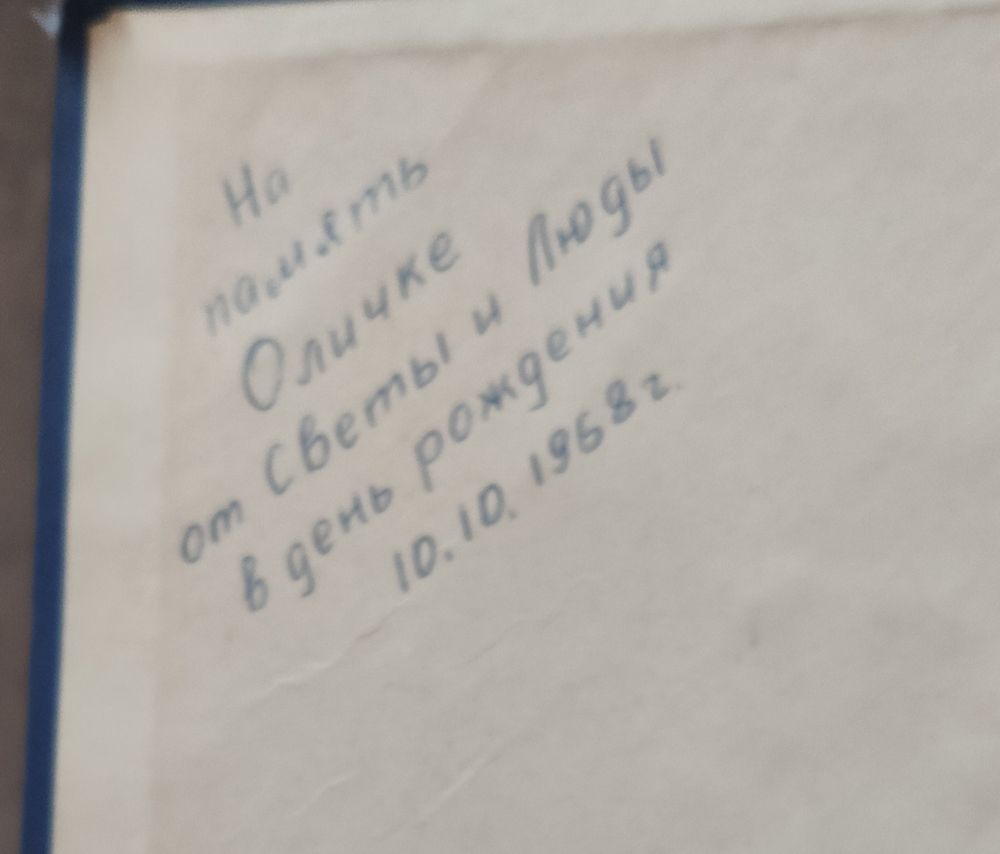 На
память
Оличке
от Светы и Люды
в день рождения
10.10.1968г.